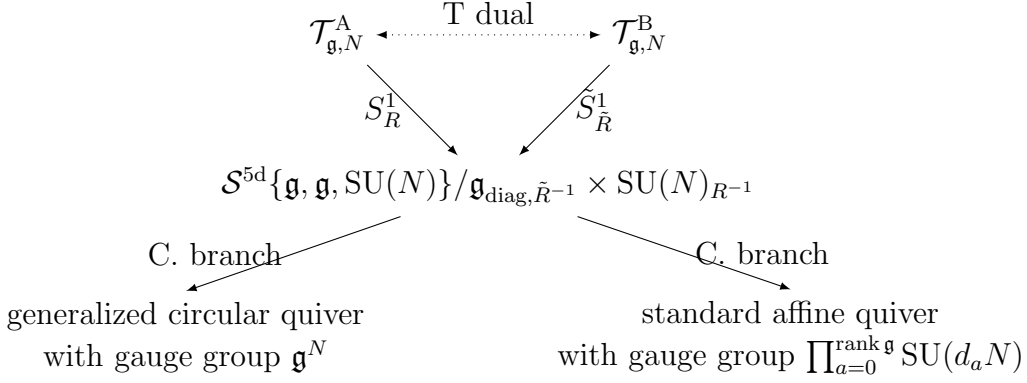 T dual
𝒯^A_{𝔤,N} 𝒯^B_{𝔤,N}
S^1_R S̃^1_{R̃}
𝒮^{5d}{𝔤, 𝔤, SU(N)}/𝔤_{diag,R̃^{-1}} × SU(N)_{R^{-1}}
C. branch C. branch
generalized circular quiver
with gauge group 𝔤^N
standard affine quiver
with gauge group ∏_{a=0}^{rank 𝔤} SU(d_a N)